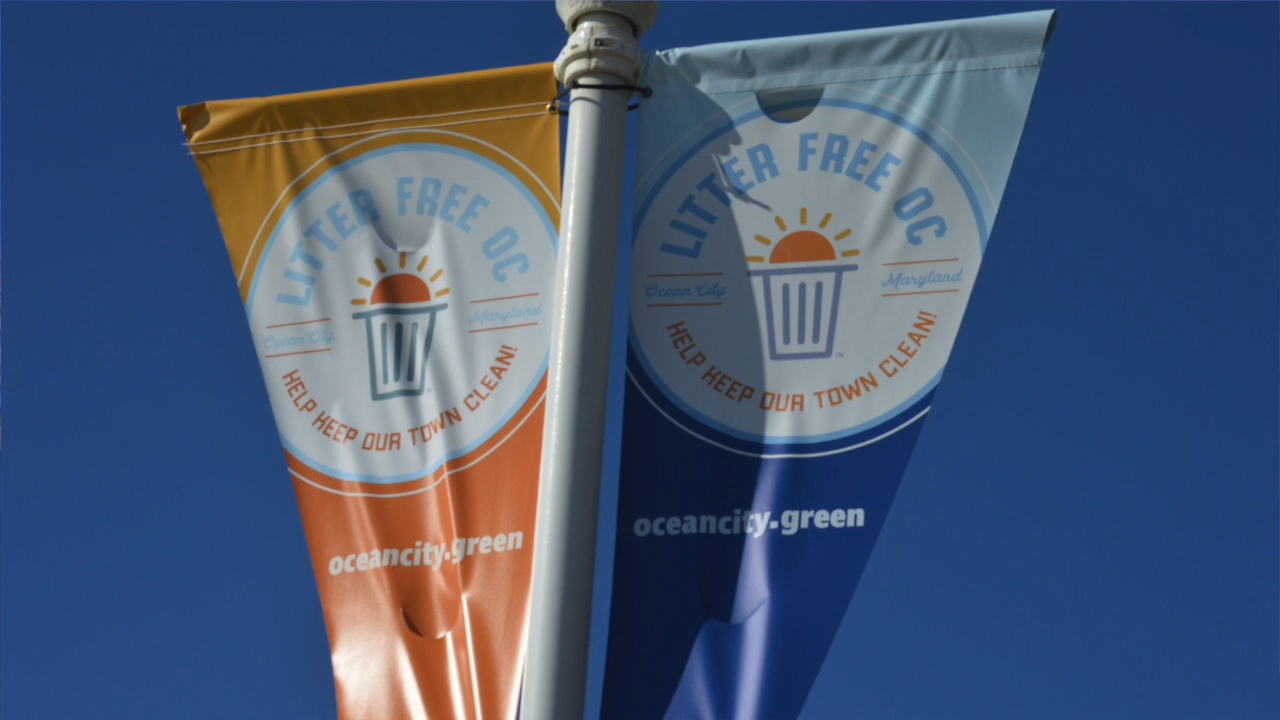 LITTER FREE OC
Ocean City
Maryland
HELP KEEP OUR TOWN CLEAN!
oceancity.green
LITTER FREE OC
Ocean City
Maryland
TM
HELP KEEP OUR TOWN CLEAN!
oceancity.green